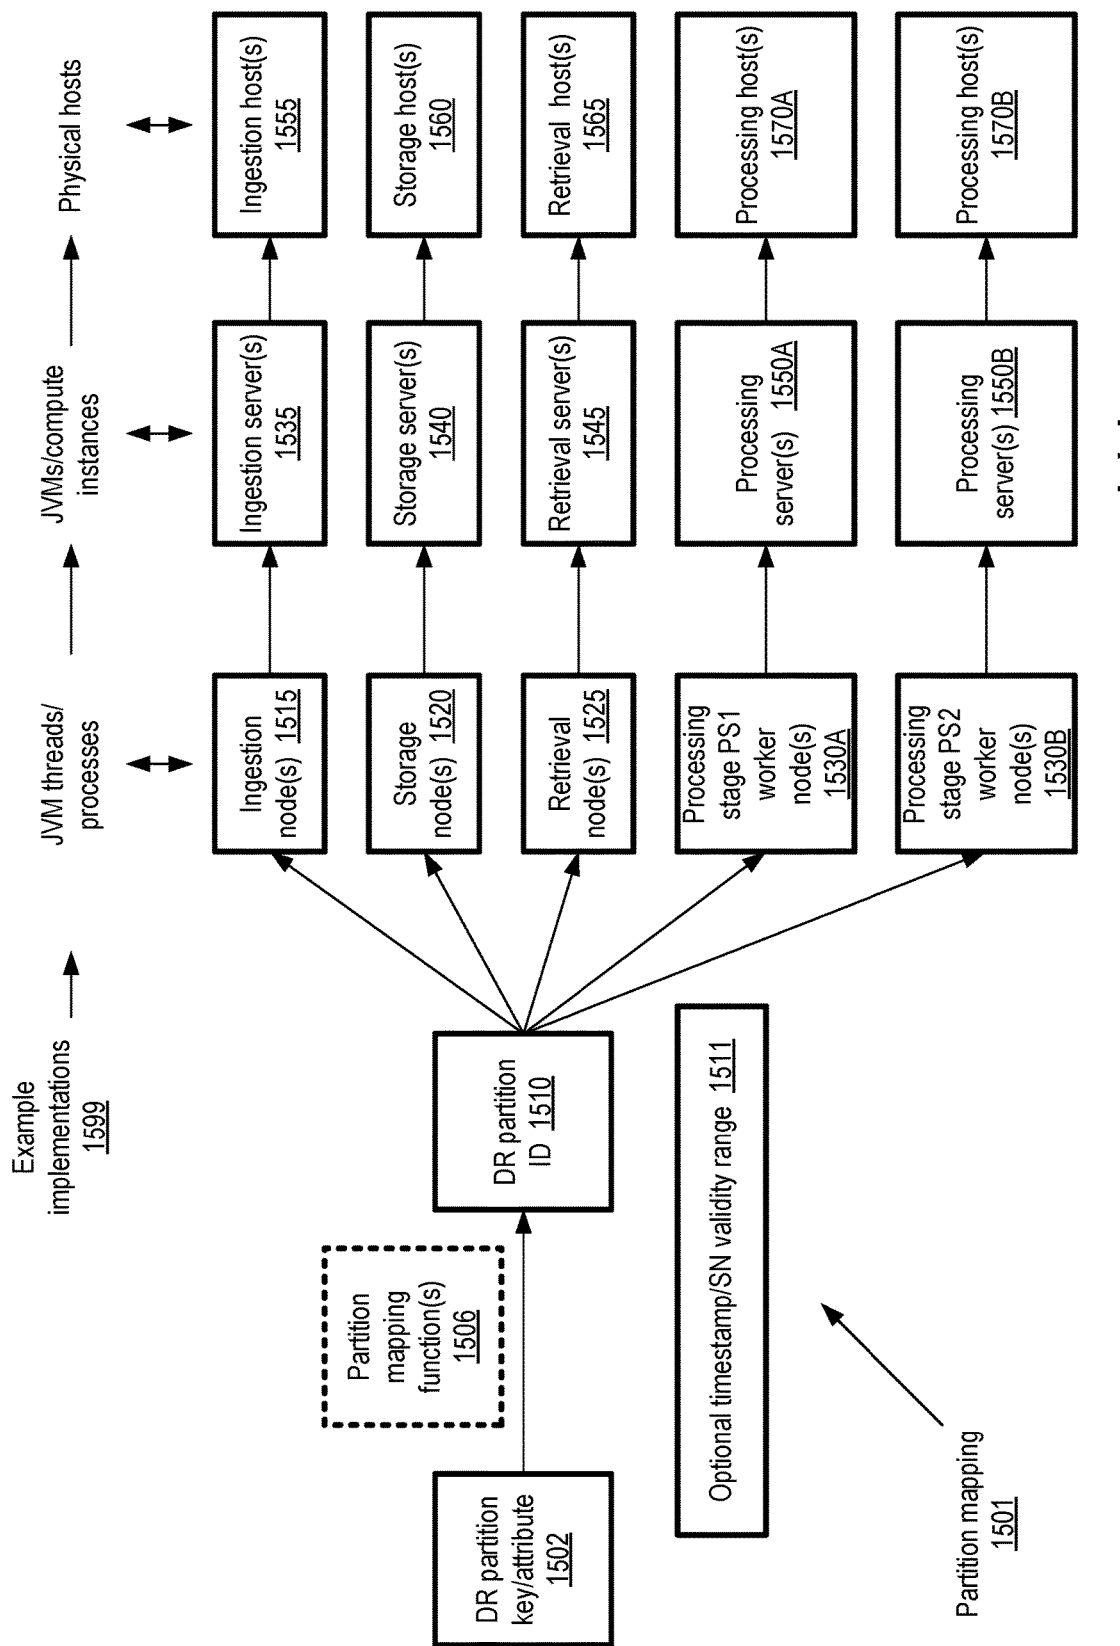 Example
implementations
1599
JVM threads/
processes
JVMs/compute
instances
Physical hosts
DR partition
key/attribute
1502
Partition
mapping
function(s)
1506
DR partition
ID 1510
Ingestion
node(s) 1515
Ingestion server(s)
1535
Ingestion host(s)
1555
Storage
node(s) 1520
Storage server(s)
1540
Storage host(s)
1560
Retrieval
node(s) 1525
Retrieval server(s)
1545
Retrieval host(s)
1565
Processing
stage PS1
worker
node(s)
1530A
Processing
server(s) 1550A
Processing host(s)
1570A
Processing
stage PS2
worker
node(s)
1530B
Processing
server(s) 1550B
Processing host(s)
1570B
Optional timestamp/SN validity range 1511
Partition mapping
1501